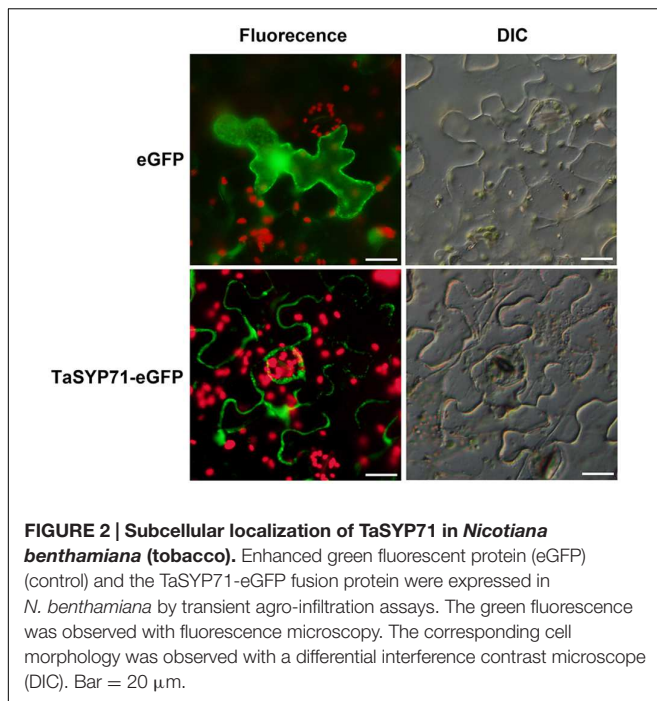 Fluorecence DIC
eGFP
TaSYP71-eGFP
FIGURE 2 | Subcellular localization of TaSYP71 in Nicotiana
benthamiana (tobacco). Enhanced green fluorescent protein (eGFP)
(control) and the TaSYP71-eGFP fusion protein were expressed in
N. benthamiana by transient agro-infiltration assays. The green fluorescence
was observed with fluorescence microscopy. The corresponding cell
morphology was observed with a differential interference contrast microscope
(DIC). Bar = 20 μm.